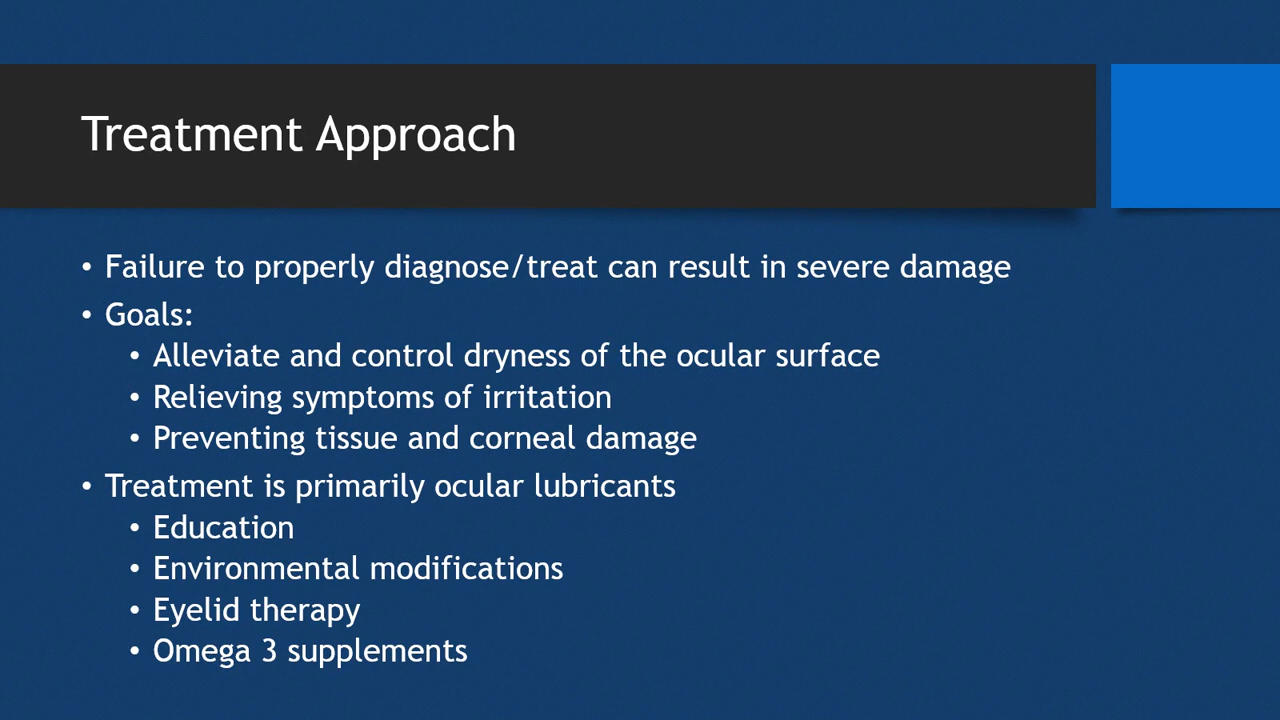 Treatment Approach
• Failure to properly diagnose/treat can result in severe damage
• Goals:
• Alleviate and control dryness of the ocular surface
• Relieving symptoms of irritation
• Preventing tissue and corneal damage
• Treatment is primarily ocular lubricants
• Education
• Environmental modifications
• Eyelid therapy
• Omega 3 supplements